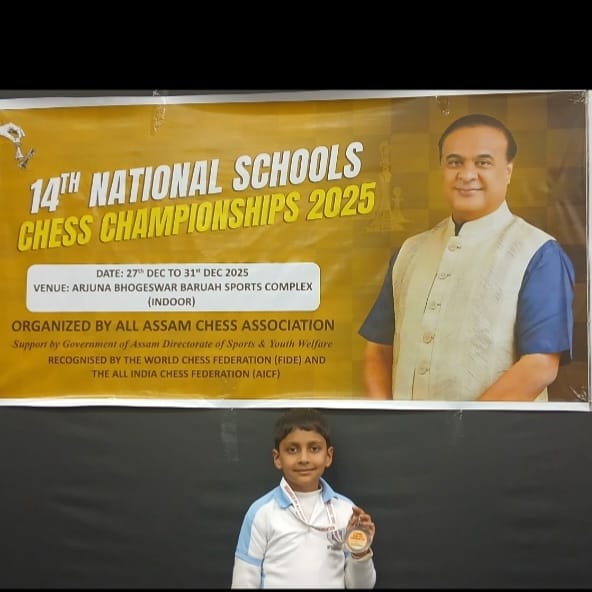 14TH NATIONAL SCHOOLS
CHESS CHAMPIONSHIPS 2025
DATE: 27th DEC TO 31st DEC 2025
VENUE: ARJUNA BHOGESWAR BARUAH SPORTS COMPLEX
(INDOOR)
ORGANIZED BY ALL ASSAM CHESS ASSOCIATION
Support by Government of Assam Directorate of Sports & Youth Welfare
RECOGNISED BY THE WORLD CHESS FEDERATION (FIDE) AND
THE ALL INDIA CHESS FEDERATION (AICF)